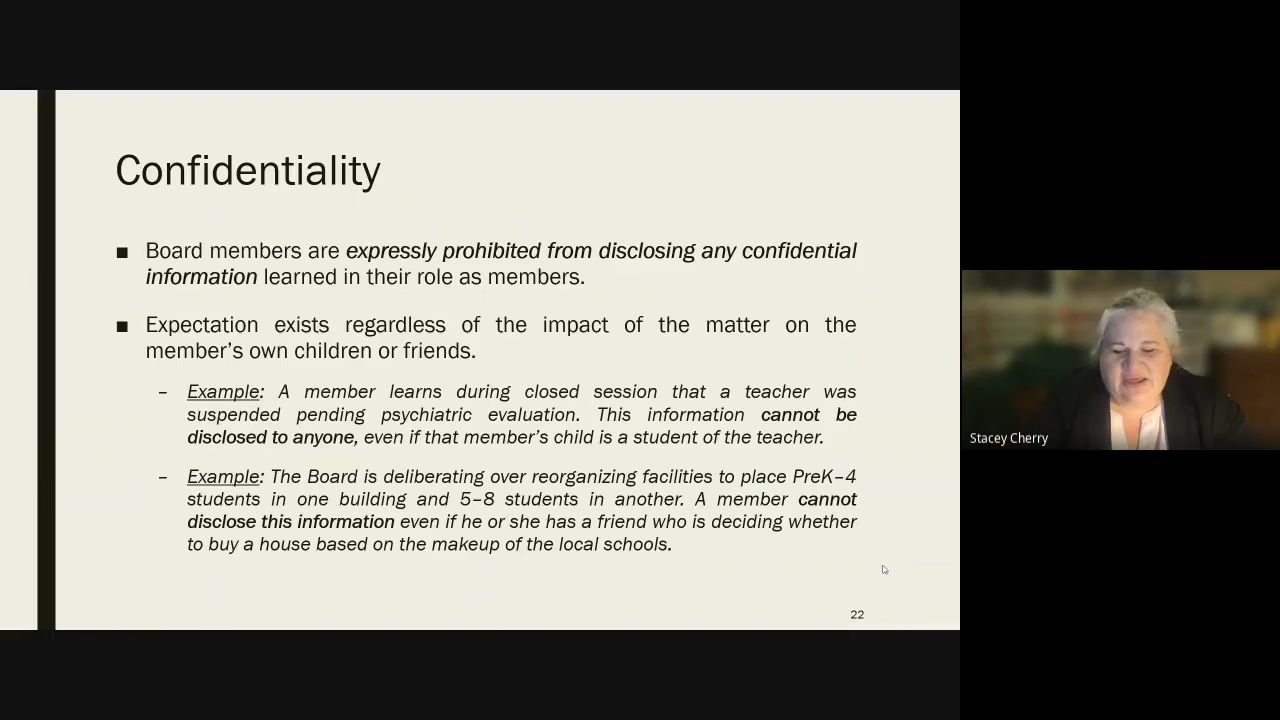 Confidentiality
■ Board members are expressly prohibited from disclosing any confidential
information learned in their role as members.
■ Expectation exists regardless of the impact of the matter on the
member’s own children or friends.
– Example: A member learns during closed session that a teacher was
suspended pending psychiatric evaluation. This information cannot be
disclosed to anyone, even if that member’s child is a student of the teacher.
– Example: The Board is deliberating over reorganizing facilities to place PreK–4
students in one building and 5–8 students in another. A member cannot
disclose this information even if he or she has a friend who is deciding whether
to buy a house based on the makeup of the local schools.
22
Stacey Cherry